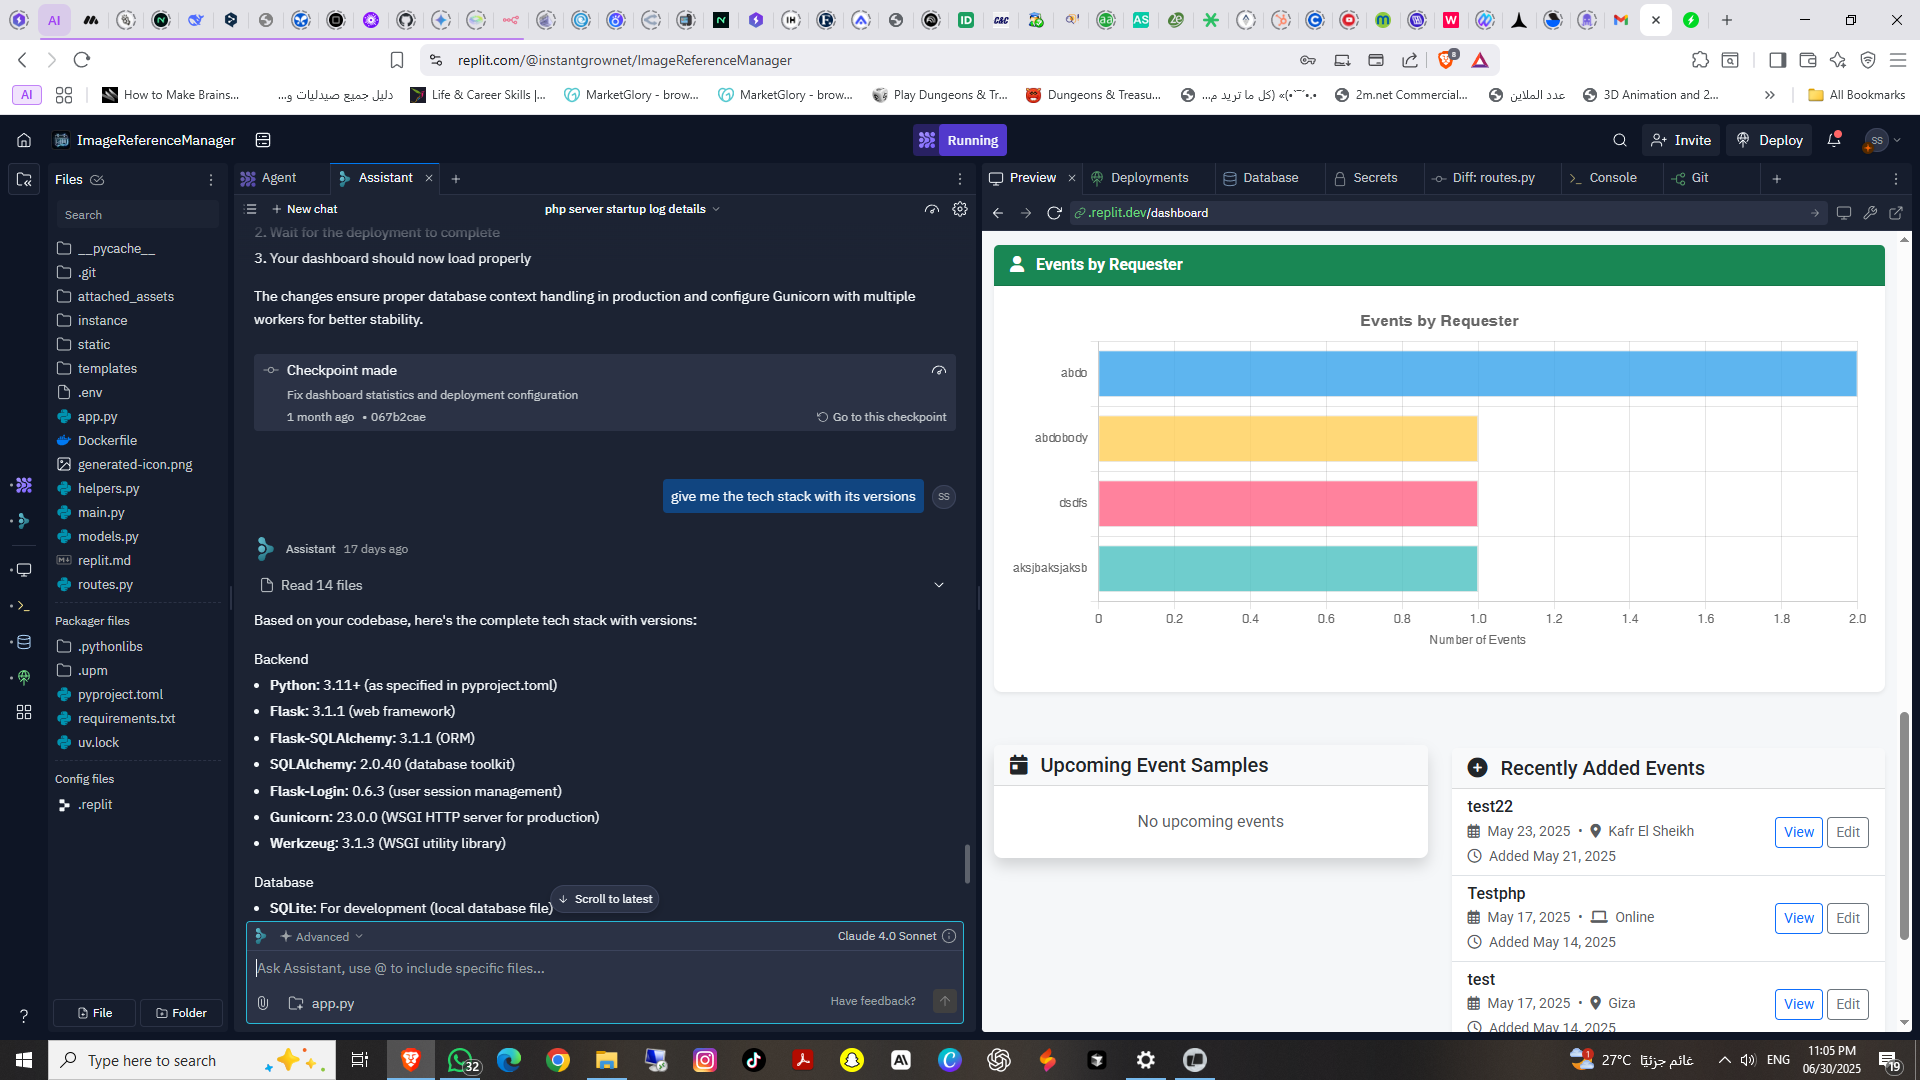 AI
replit.com/@instantgrownet/ImageReferenceManager
8
AI
How to Make Brains...
دليل جميع صيدليات و...
Life & Career Skills |...
MarketGlory - brow...
MarketGlory - brow...
Play Dungeons & Tr...
Dungeons & Treasu...
2m.net Commercial...
عدد الملاين
3D Animation and 2...
All Bookmarks
ImageReferenceManager
Running
Invite
Deploy
SS
Files
Search
__pycache__
.git
attached_assets
instance
static
templates
.env
app.py
Dockerfile
generated-icon.png
helpers.py
main.py
models.py
replit.md
routes.py
Packager files
.pythonlibs
.upm
pyproject.toml
requirements.txt
uv.lock
Config files
.replit
File
Folder
Agent
Assistant
New chat
php server startup log details
2. Wait for the deployment to complete
3. Your dashboard should now load properly
The changes ensure proper database context handling in production and configure Gunicorn with multiple
workers for better stability.
Checkpoint made
Fix dashboard statistics and deployment configuration
1 month ago • 067b2cae
Go to this checkpoint
give me the tech stack with its versions
SS
Assistant 17 days ago
Read 14 files
Based on your codebase, here's the complete tech stack with versions:
Backend
• Python: 3.11+ (as specified in pyproject.toml)
• Flask: 3.1.1 (web framework)
• Flask-SQLAlchemy: 3.1.1 (ORM)
• SQLAlchemy: 2.0.40 (database toolkit)
• Flask-Login: 0.6.3 (user session management)
• Gunicorn: 23.0.0 (WSGI HTTP server for production)
• Werkzeug: 3.1.3 (WSGI utility library)
Database
• SQLite: For development (local database file)
Scroll to latest
Advanced
Claude 4.0 Sonnet
Ask Assistant, use @ to include specific files...
app.py
Have feedback?
Preview
Deployments
Database
Secrets
Diff: routes.py
Console
Git
.replit.dev/dashboard
Events by Requester
Events by Requester
abdo
abdobody
dsdfs
aksjbaksjaksb
0 0.2 0.4 0.6 0.8 1.0 1.2 1.4 1.6 1.8 2.0
Number of Events
Upcoming Event Samples
No upcoming events
Recently Added Events
test22
May 23, 2025 • Kafr El Sheikh
Added May 21, 2025
View
Edit
Testphp
May 17, 2025 • Online
Added May 14, 2025
View
Edit
test
May 17, 2025 • Giza
Added May 14, 2025
View
Edit
Type here to search
32
27°C غائم جزئيًا
ENG
11:05 PM
06/30/2025
19